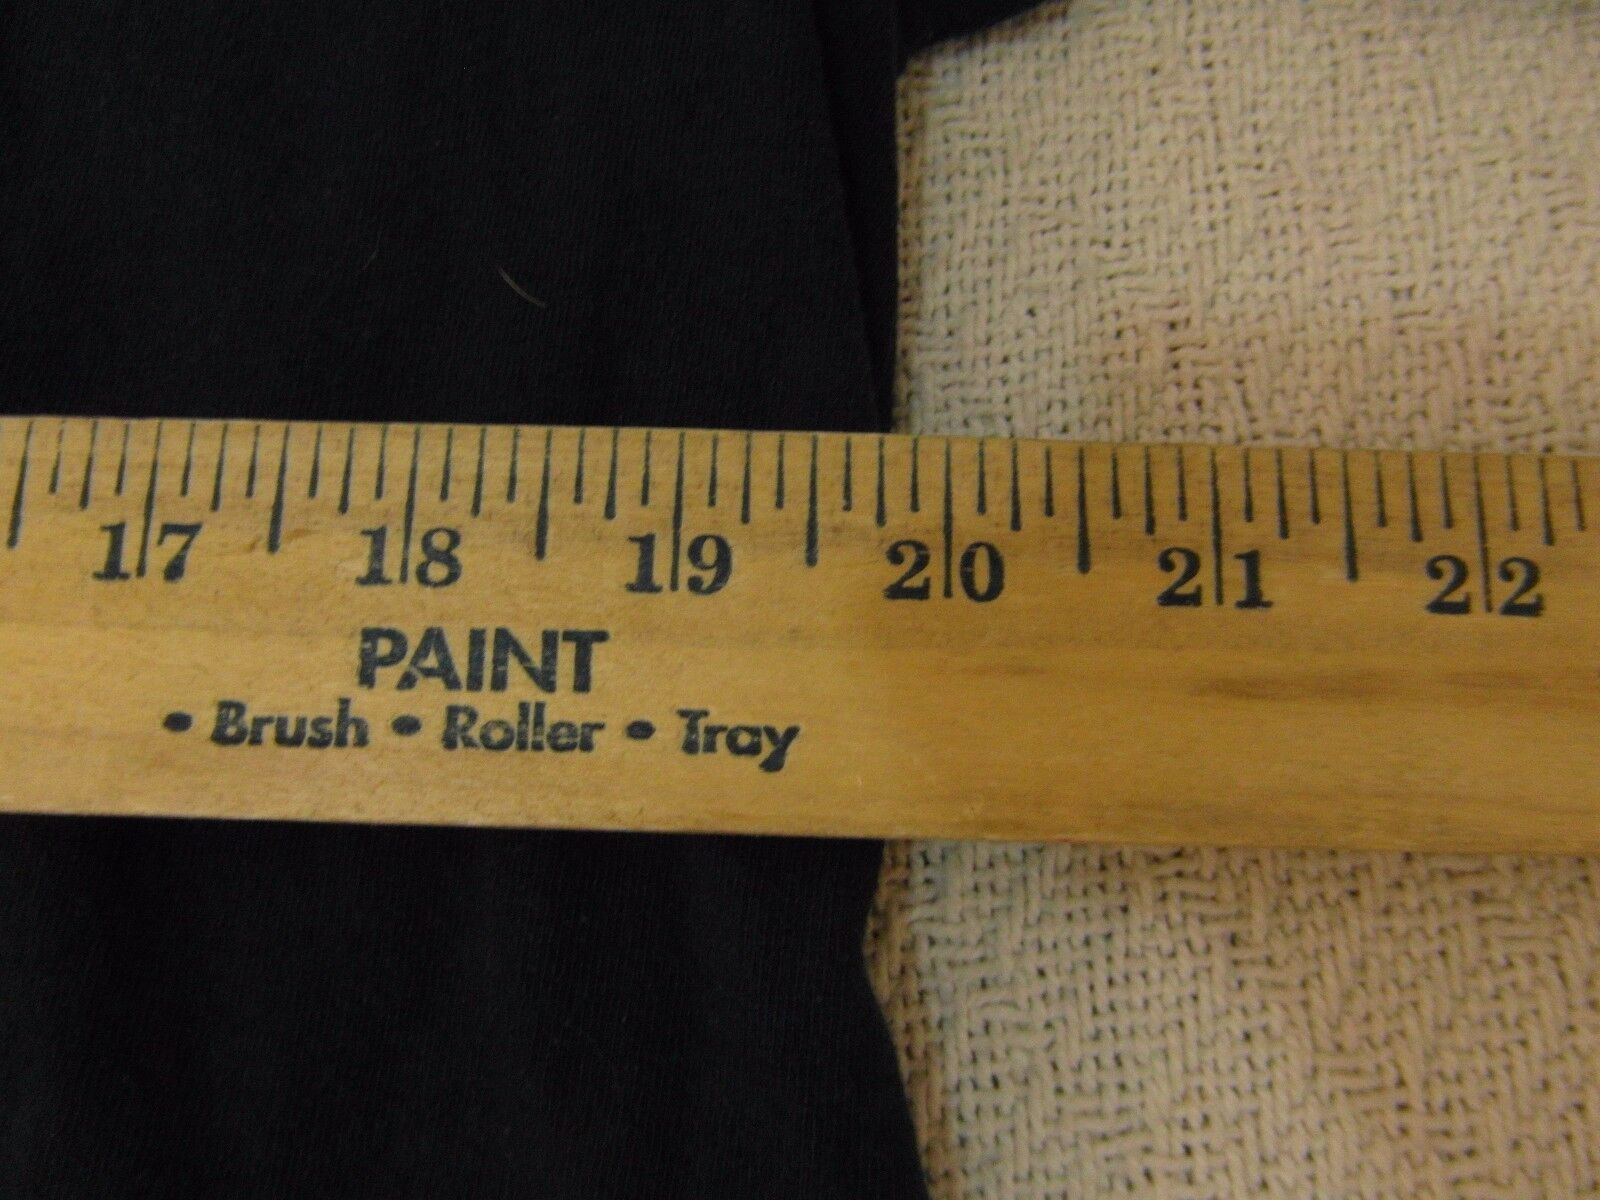 17 18 19 20 21 22
PAINT
• Brush • Roller • Tray